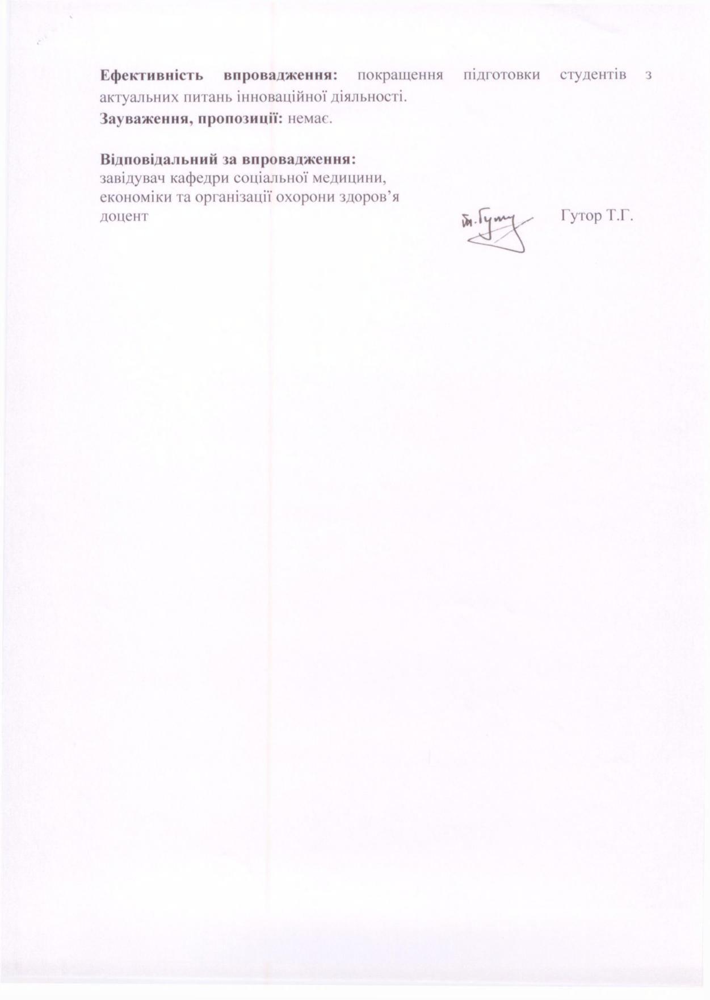 Ефективність впровадження: покращення підготовки студентів з
актуальних питань інноваційної діяльності.
Зауваження, пропозиції: немає.
Відповідальний за впровадження:
завідувач кафедри соціальної медицини,
економіки та організації охорони здоров’я
доцент Гутор Т.Г.